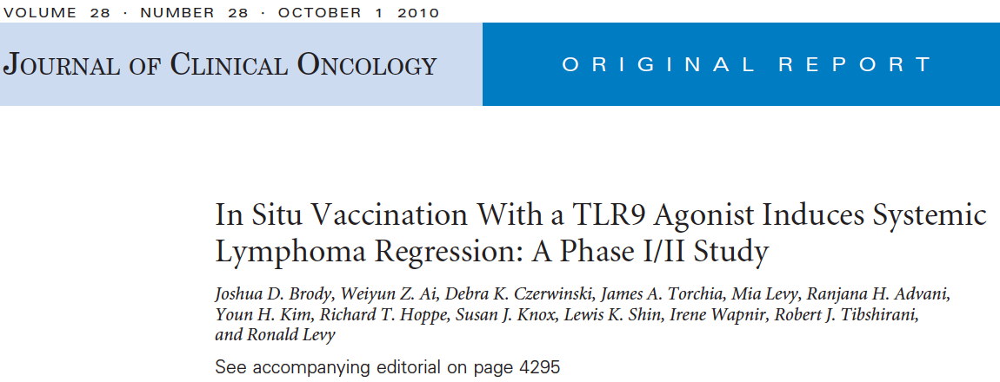 VOLUME 28 · NUMBER 28 · OCTOBER 1 2010
JOURNAL OF CLINICAL ONCOLOGY
ORIGINAL REPORT
In Situ Vaccination With a TLR9 Agonist Induces Systemic
Lymphoma Regression: A Phase I/II Study
Joshua D. Brody, Weiyun Z. Ai, Debra K. Czerwinski, James A. Torchia, Mia Levy, Ranjana H. Advani,
Youn H. Kim, Richard T. Hoppe, Susan J. Knox, Lewis K. Shin, Irene Wapnir, Robert J. Tibshirani,
and Ronald Levy
See accompanying editorial on page 4295